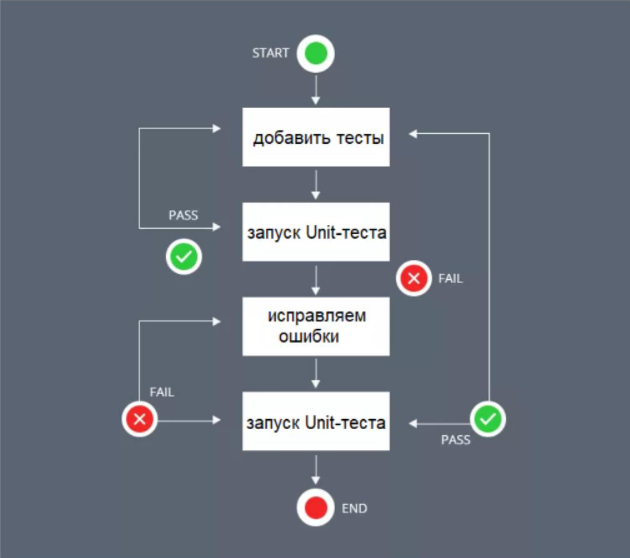 START
добавить тесты
PASS
запуск Unit-теста
FAIL
исправляем
ошибки
FAIL
запуск Unit-теста
PASS
END